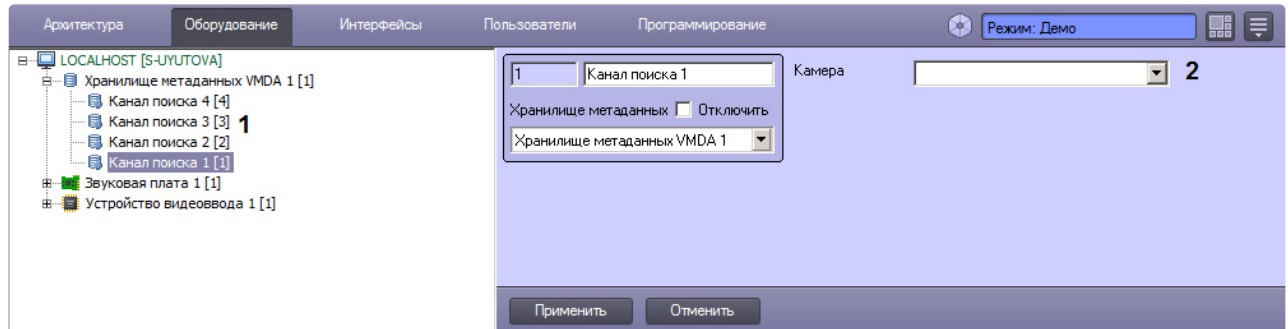 Архитектура Оборудование Интерфейсы Пользователи Программирование Режим: Демо
LOCALHOST [S-UYUTOVA]
Хранилище метаданных VMDA 1 [1]
Канал поиска 4 [4]
Канал поиска 3 [3] 1
Канал поиска 2 [2]
Канал поиска 1 [1]
Звуковая плата 1 [1]
Устройство видеоввода 1 [1]
1 Канал поиска 1 Камера 2
Хранилище метаданных Отключить
Хранилище метаданных VMDA 1
Применить Отменить